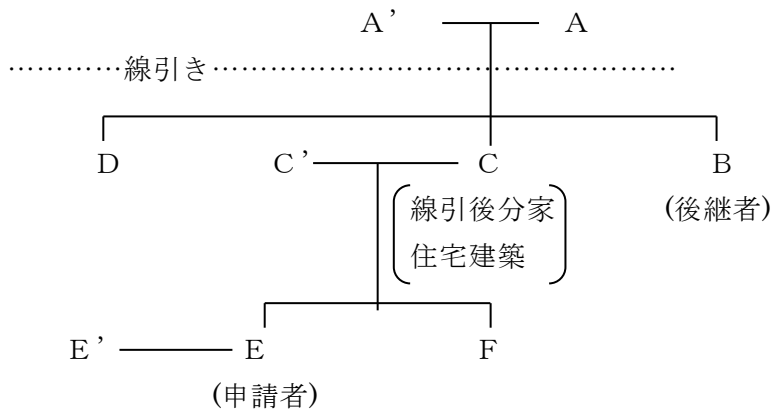 A’ A
…………線引き………………………………………
D C’ C B
線引後分家 (後継者)
住宅建築
E’ E F
(申請者)